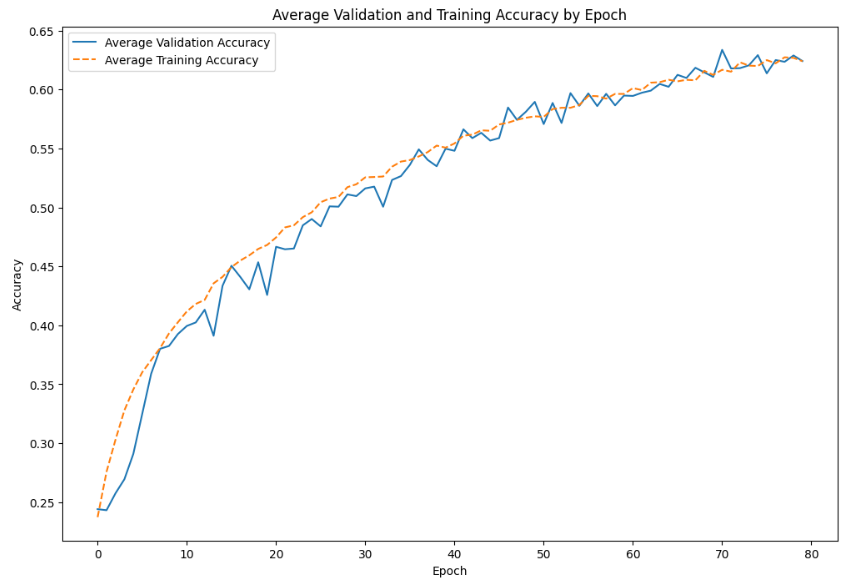 Average Validation and Training Accuracy by Epoch
Average Validation Accuracy
Average Training Accuracy
Accuracy
0.65
0.60
0.55
0.50
0.45
0.40
0.35
0.30
0.25
0 10 20 30 40 50 60 70 80
Epoch